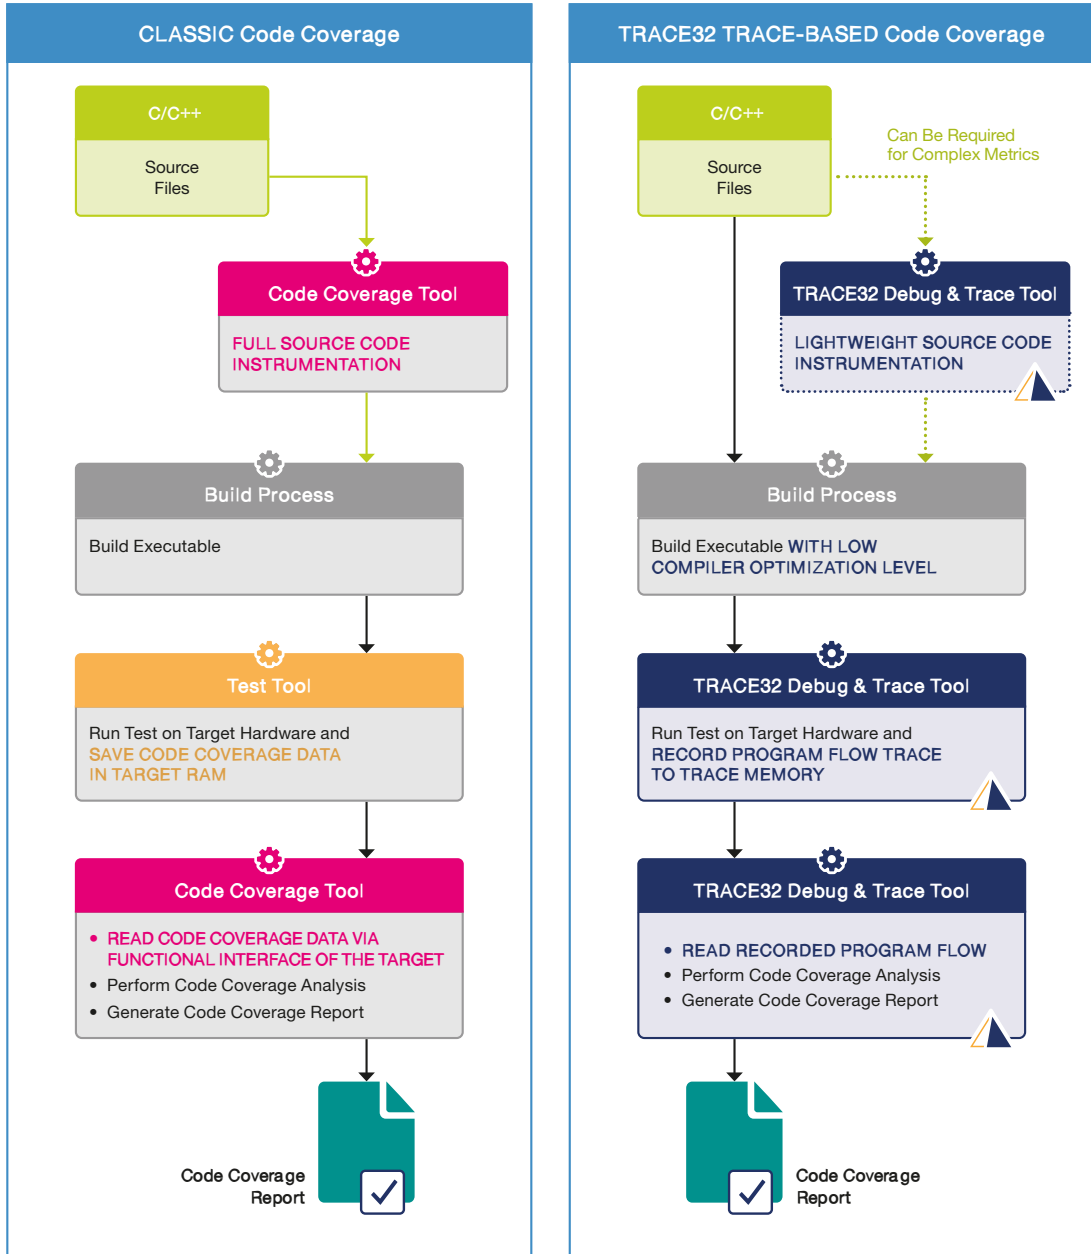 CLASSIC Code Coverage
C/C++
Source
Files
Code Coverage Tool
FULL SOURCE CODE
INSTRUMENTATION
Build Process
Build Executable
Test Tool
Run Test on Target Hardware and
SAVE CODE COVERAGE DATA
IN TARGET RAM
Code Coverage Tool
• READ CODE COVERAGE DATA VIA
FUNCTIONAL INTERFACE OF THE TARGET
• Perform Code Coverage Analysis
• Generate Code Coverage Report
Code Coverage
Report
TRACE32 TRACE-BASED Code Coverage
C/C++
Source
Files
Can Be Required
for Complex Metrics
TRACE32 Debug & Trace Tool
LIGHTWEIGHT SOURCE CODE
INSTRUMENTATION
Build Process
Build Executable WITH LOW
COMPILER OPTIMIZATION LEVEL
TRACE32 Debug & Trace Tool
Run Test on Target Hardware and
RECORD PROGRAM FLOW TRACE
TO TRACE MEMORY
TRACE32 Debug & Trace Tool
• READ RECORDED PROGRAM FLOW
• Perform Code Coverage Analysis
• Generate Code Coverage Report
Code Coverage
Report